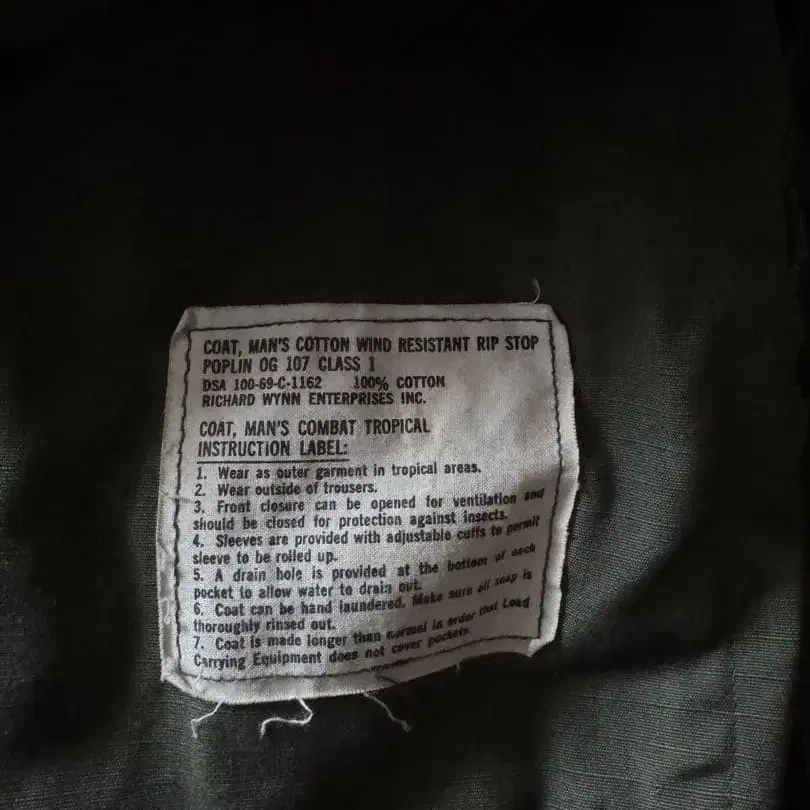 COAT, MAN'S COTTON WIND RESISTANT RIP STOP
POPLIN OG 107 CLASS 1
DSA 100-69-C-1162 100% COTTON
RICHARD WYNN ENTERPRISES INC.
COAT, MAN'S COMBAT TROPICAL
INSTRUCTION LABEL:
1. Wear as outer garment in tropical areas.
2. Wear outside of trousers.
3. Front closure can be opened for ventilation and
should be closed for protection against insects.
4. Sleeves are provided with adjustable cuffs to permit
sleeve to be rolled up.
5. A drain hole is provided at the bottom of each
pocket to allow water to drain out.
6. Coat can be hand laundered. Make sure all soap is
thoroughly rinsed out.
7. Coat is made longer than normal in order that Load
Carrying Equipment does not cover pockets.